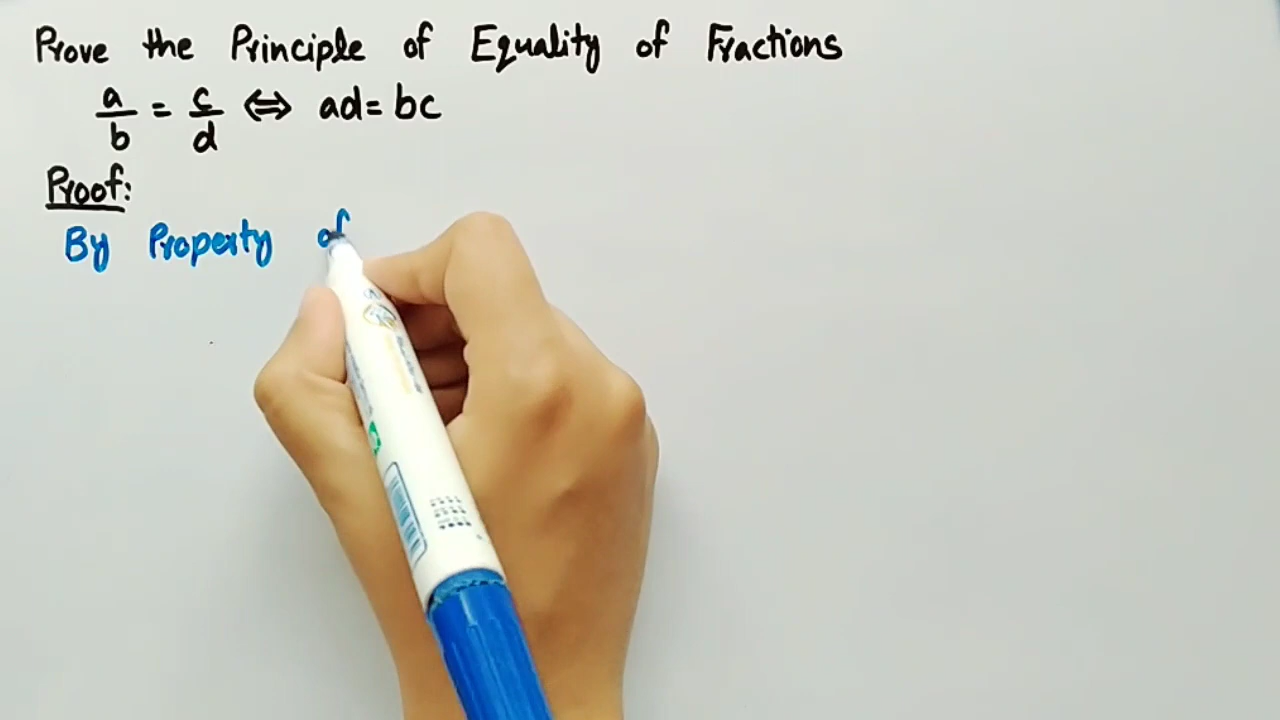 Prove the Principle of Equality of Fractions
a/b = c/d ⇔ ad = bc
Proof:
By Property of